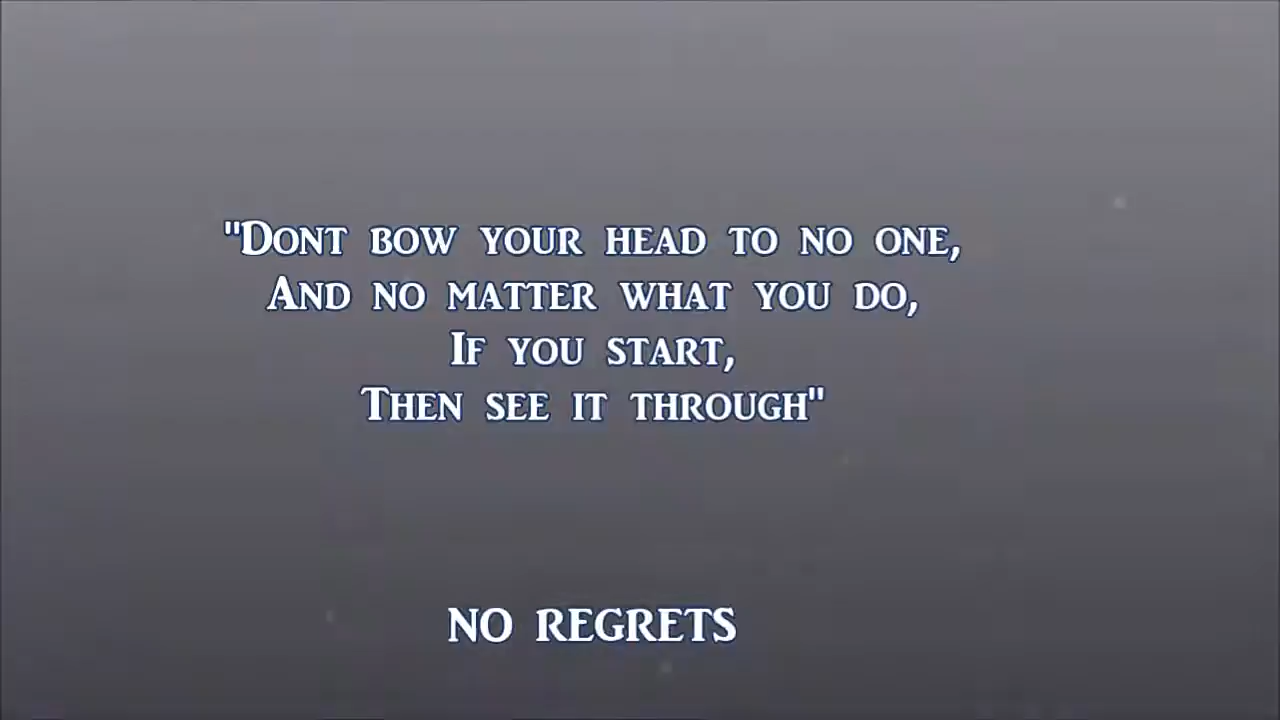 "Dont bow your head to no one,
And no matter what you do,
If you start,
Then see it through"
NO REGRETS